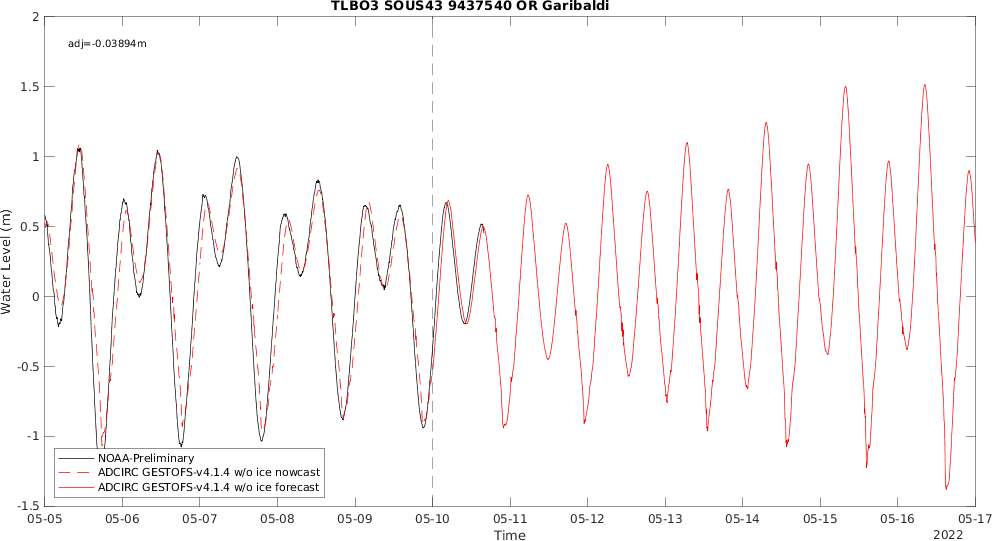 TLBO3 SOUS43 9437540 OR Garibaldi
adj=-0.03894m
2
1.5
1
0.5
0
-0.5
-1
-1.5
Water Level (m)
NOAA-Preliminary
ADCIRC GESTOFS-v4.1.4 w/o ice nowcast
ADCIRC GESTOFS-v4.1.4 w/o ice forecast
05-05 05-06 05-07 05-08 05-09 05-10 05-11 05-12 05-13 05-14 05-15 05-16 05-17
Time
2022